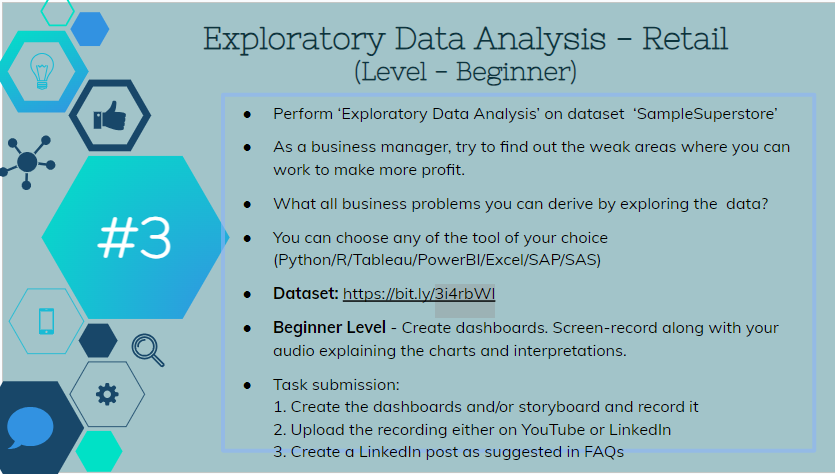 Exploratory Data Analysis - Retail
(Level - Beginner)
#3
● Perform ‘Exploratory Data Analysis’ on dataset ‘SampleSuperstore’
● As a business manager, try to find out the weak areas where you can
work to make more profit.
● What all business problems you can derive by exploring the data?
● You can choose any of the tool of your choice
(Python/R/Tableau/PowerBI/Excel/SAP/SAS)
● Dataset: https://bit.ly/3i4rbWl
● Beginner Level - Create dashboards. Screen-record along with your
audio explaining the charts and interpretations.
● Task submission:
1. Create the dashboards and/or storyboard and record it
2. Upload the recording either on YouTube or LinkedIn
3. Create a LinkedIn post as suggested in FAQs